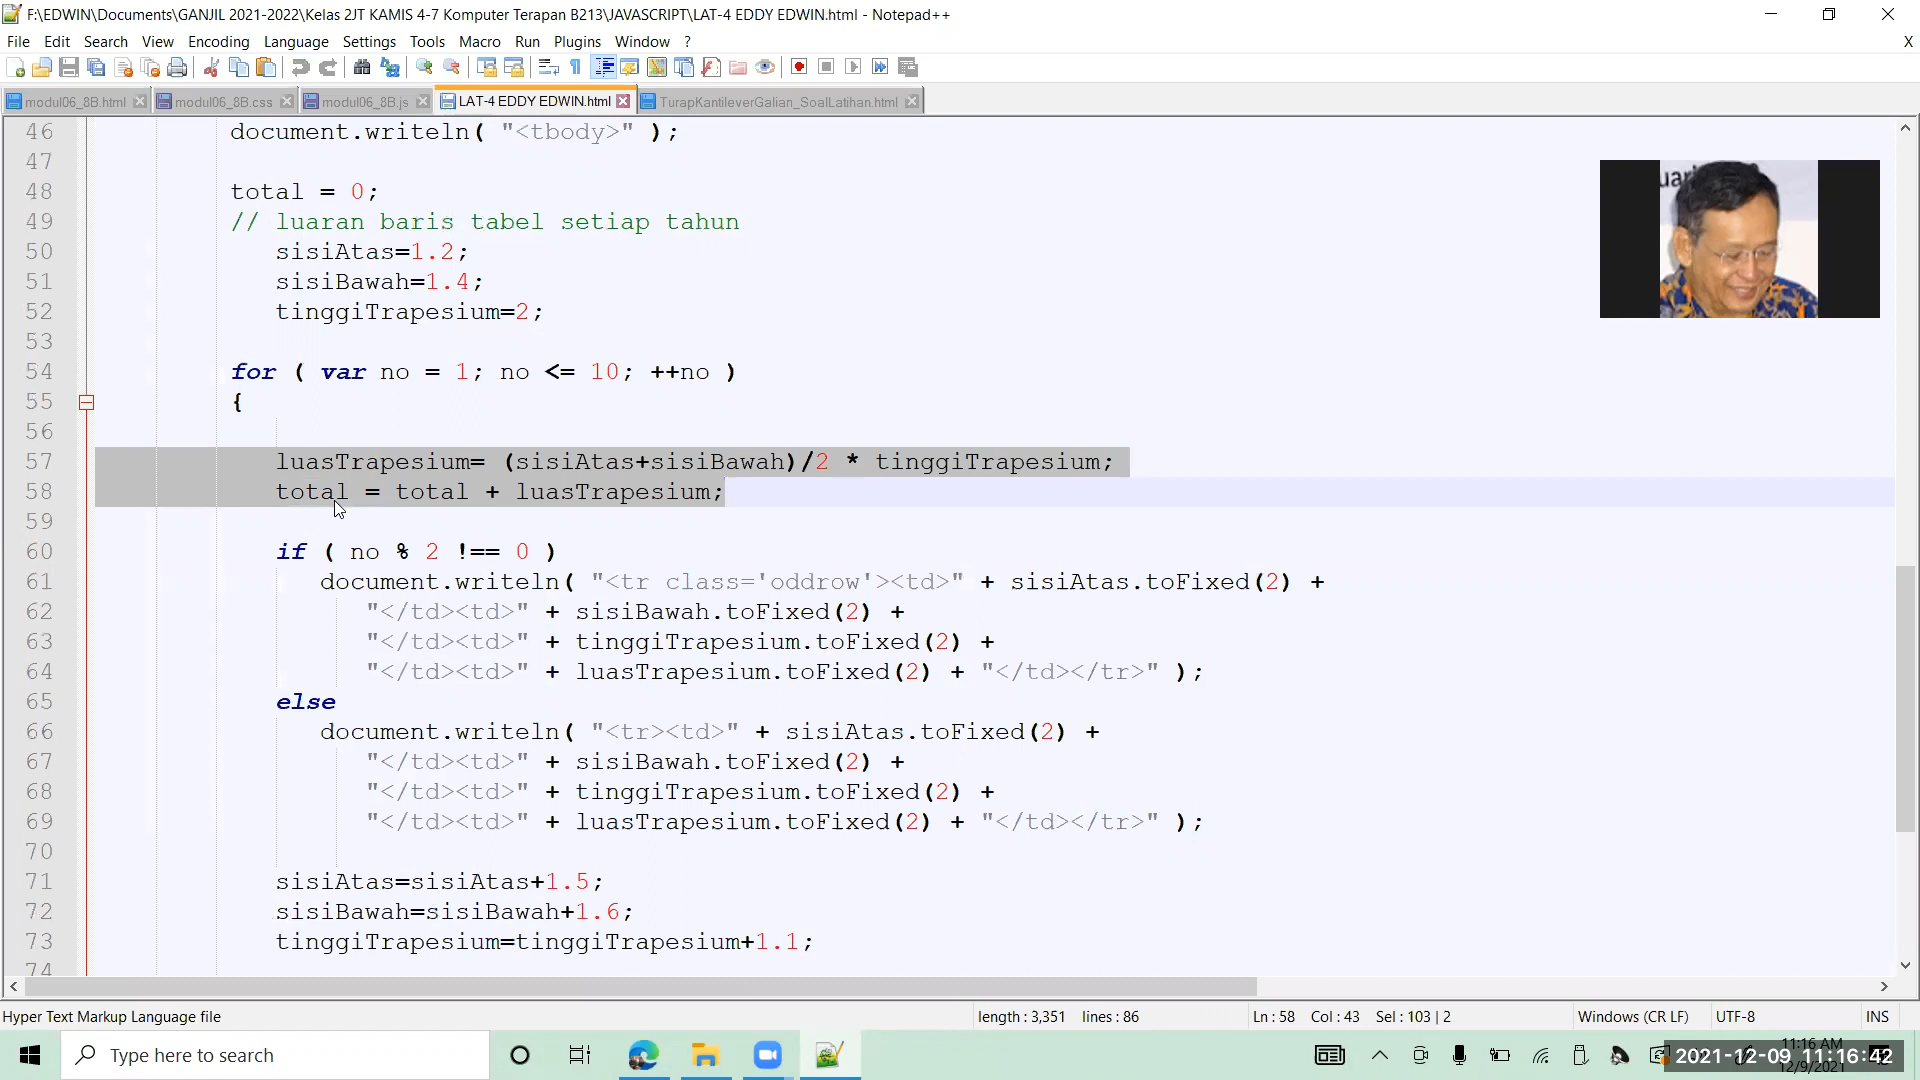 F:\EDWIN\Documents\GANJIL 2021-2022\Kelas 2JT KAMIS 4-7 Komputer Terapan B213\JAVASCRIPT\LAT-4 EDDY EDWIN.html - Notepad++
File Edit Search View Encoding Language Settings Tools Macro Run Plugins Window ? X
modul06_8B.html modul06_8B.css modul06_8B.js LAT-4 EDDY EDWIN.html TurapKantileverGalian_SoalLatihan.html
46 document.writeln( "<tbody>" );
47
48 total = 0;
49 // luaran baris tabel setiap tahun
50 sisiAtas=1.2;
51 sisiBawah=1.4;
52 tinggiTrapesium=2;
53
54 for ( var no = 1; no <= 10; ++no )
55 {
56
57 luasTrapesium= (sisiAtas+sisiBawah)/2 * tinggiTrapesium;
58 total = total + luasTrapesium;
59
60 if ( no % 2 !== 0 )
61 document.writeln( "<tr class='oddrow'><td>" + sisiAtas.toFixed(2) +
62 "</td><td>" + sisiBawah.toFixed(2) +
63 "</td><td>" + tinggiTrapesium.toFixed(2) +
64 "</td><td>" + luasTrapesium.toFixed(2) + "</td></tr>" );
65 else
66 document.writeln( "<tr><td>" + sisiAtas.toFixed(2) +
67 "</td><td>" + sisiBawah.toFixed(2) +
68 "</td><td>" + tinggiTrapesium.toFixed(2) +
69 "</td><td>" + luasTrapesium.toFixed(2) + "</td></tr>" );
70
71 sisiAtas=sisiAtas+1.5;
72 sisiBawah=sisiBawah+1.6;
73 tinggiTrapesium=tinggiTrapesium+1.1;
74
Hyper Text Markup Language file length : 3,351 lines : 86 Ln : 58 Col : 43 Sel : 103 | 2 Windows (CR LF) UTF-8 INS
Type here to search
11:16 AM
2021-12-09 11:16:42
12/9/2021